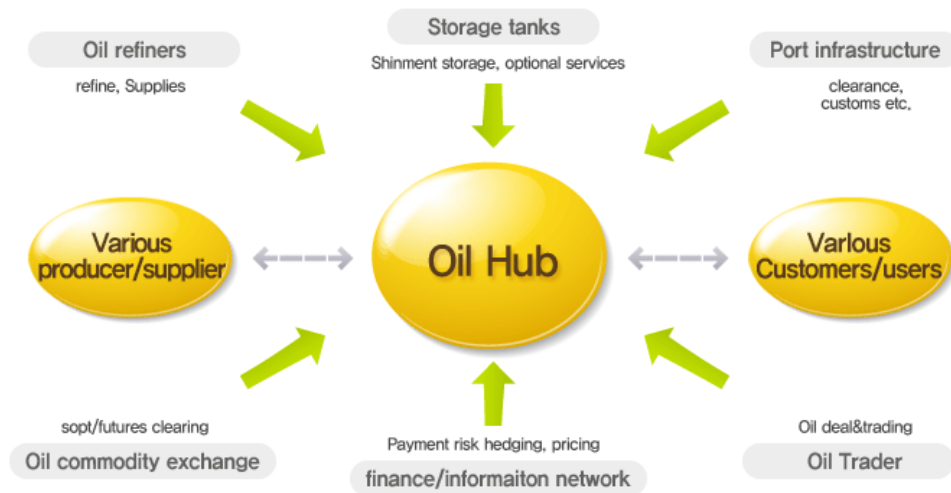 Oil refiners
refine, Supplies
Storage tanks
Shinment storage, optional services
Port infrastructure
clearance,
customs etc,
Various
producer/supplier
Oil Hub
Varlous
Customers/users
sopt/futures clearing
Oil commodity exchange
Payment risk hedging, pricing
finance/informaiton network
Oil deal&trading
Oil Trader